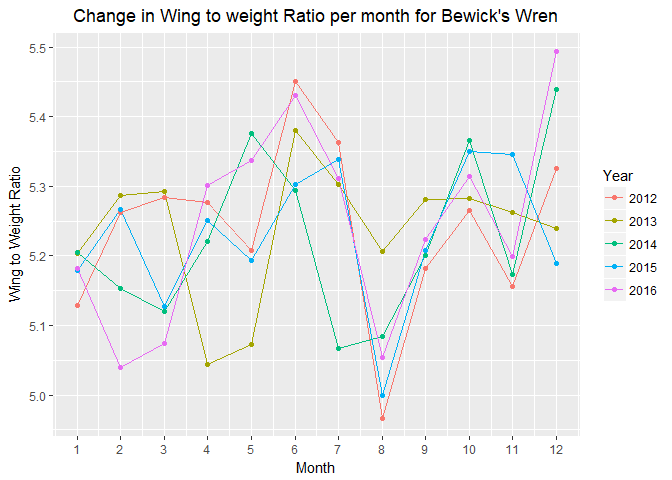 Change in Wing to weight Ratio per month for Bewick's Wren
5.5
5.4
5.3
5.2
5.1
5.0
Wing to Weight Ratio
1 2 3 4 5 6 7 8 9 10 11 12
Month
Year
2012
2013
2014
2015
2016